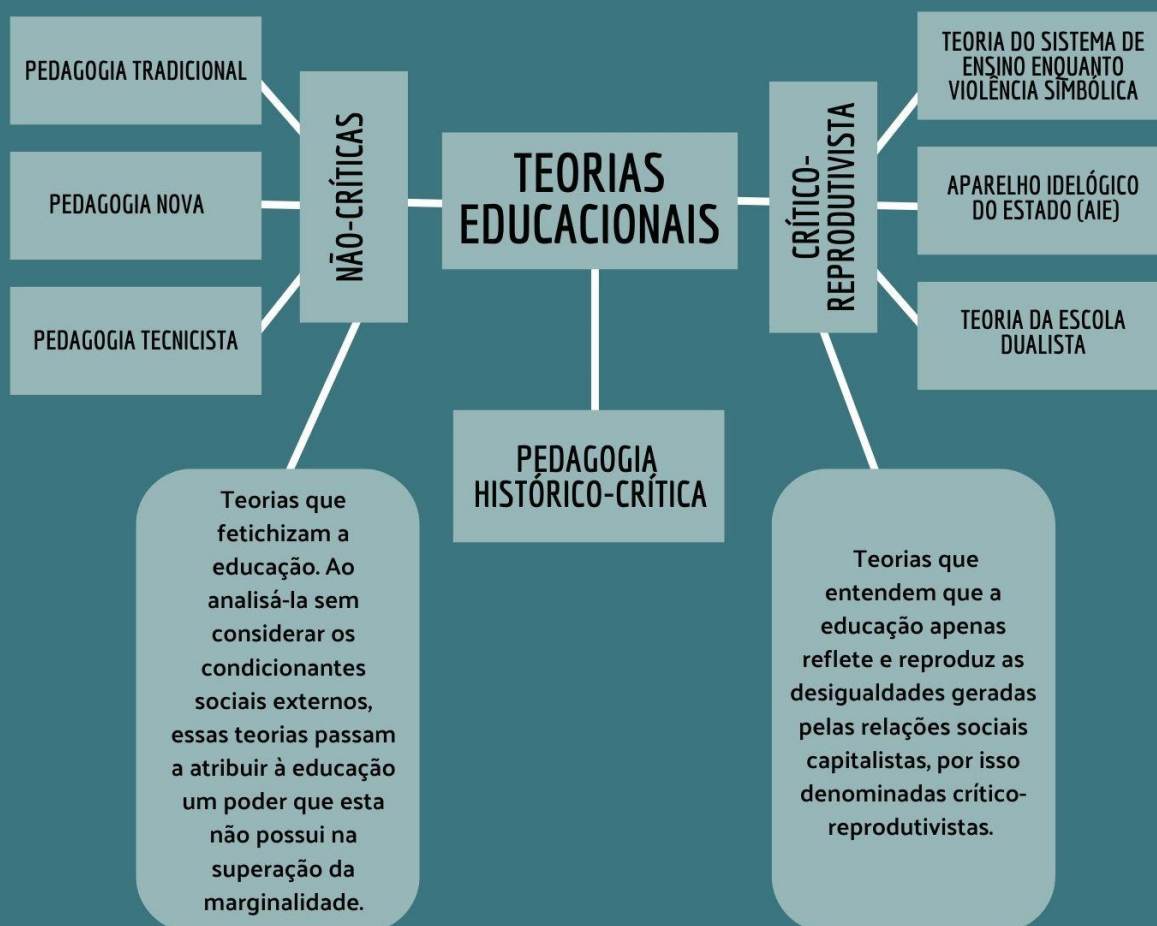 PEDAGOGIA TRADICIONAL
PEDAGOGIA NOVA
PEDAGOGIA TECNICISTA
NÃO-CRÍTICAS
TEORIAS
EDUCACIONAIS
CRÍTICO-
REPRODUTIVISTA
TEORIA DO SISTEMA DE
ENSINO ENQUANTO
VIOLÊNCIA SIMBÓLICA
APARELHO IDELÓGICO
DO ESTADO (AIE)
TEORIA DA ESCOLA
DUALISTA
PEDAGOGIA
HISTÓRICO-CRÍTICA
Teorias que
fetichizam a
educação. Ao
analisá-la sem
considerar os
condicionantes
sociais externos,
essas teorias passam
a atribuir à educação
um poder que esta
não possui na
superação da
marginalidade.
Teorias que
entendem que a
educação apenas
reflete e reproduz as
desigualdades geradas
pelas relações sociais
capitalistas, por isso
denominadas crítico-
reprodutivistas.